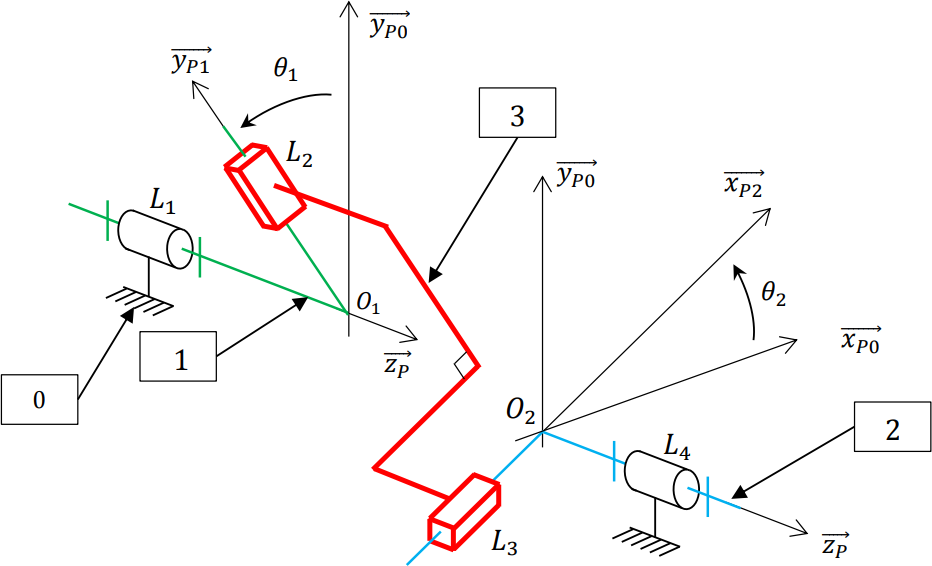 $\overrightarrow{y_{P0}}$
$\overrightarrow{y_{P1}}$
$\theta_1$
3
$L_2$
$\overrightarrow{y_{P0}}$
$\overrightarrow{x_{P2}}$
$L_1$
$\theta_2$
$O_1$
$\overrightarrow{x_{P0}}$
1
$\overrightarrow{z_P}$
0
$O_2$
2
$L_4$
$L_3$
$\overrightarrow{z_P}$